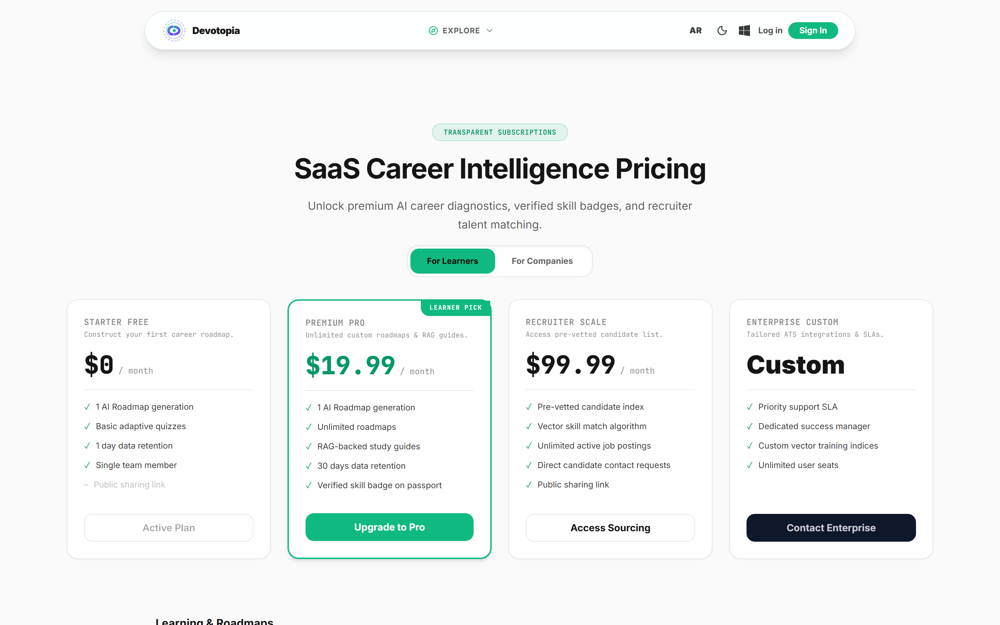 Devotopia
EXPLORE
AR
Log in
Sign In
TRANSPARENT SUBSCRIPTIONS
SaaS Career Intelligence Pricing
Unlock premium AI career diagnostics, verified skill badges, and recruiter
talent matching.
For Learners
For Companies
STARTER FREE
Construct your first career roadmap.
$0 / month
✓ 1 AI Roadmap generation
✓ Basic adaptive quizzes
✓ 1 day data retention
✓ Single team member
– Public sharing link
Active Plan
LEARNER PICK
PREMIUM PRO
Unlimited custom roadmaps & RAG guides.
$19.99 / month
✓ 1 AI Roadmap generation
✓ Unlimited roadmaps
✓ RAG-backed study guides
✓ 30 days data retention
✓ Verified skill badge on passport
Upgrade to Pro
RECRUITER SCALE
Access pre-vetted candidate list.
$99.99 / month
✓ Pre-vetted candidate index
✓ Vector skill match algorithm
✓ Unlimited active job postings
✓ Direct candidate contact requests
✓ Public sharing link
Access Sourcing
ENTERPRISE CUSTOM
Tailored ATS integrations & SLAs.
Custom
✓ Priority support SLA
✓ Dedicated success manager
✓ Custom vector training indices
✓ Unlimited user seats
Contact Enterprise
Learning & Roadmaps